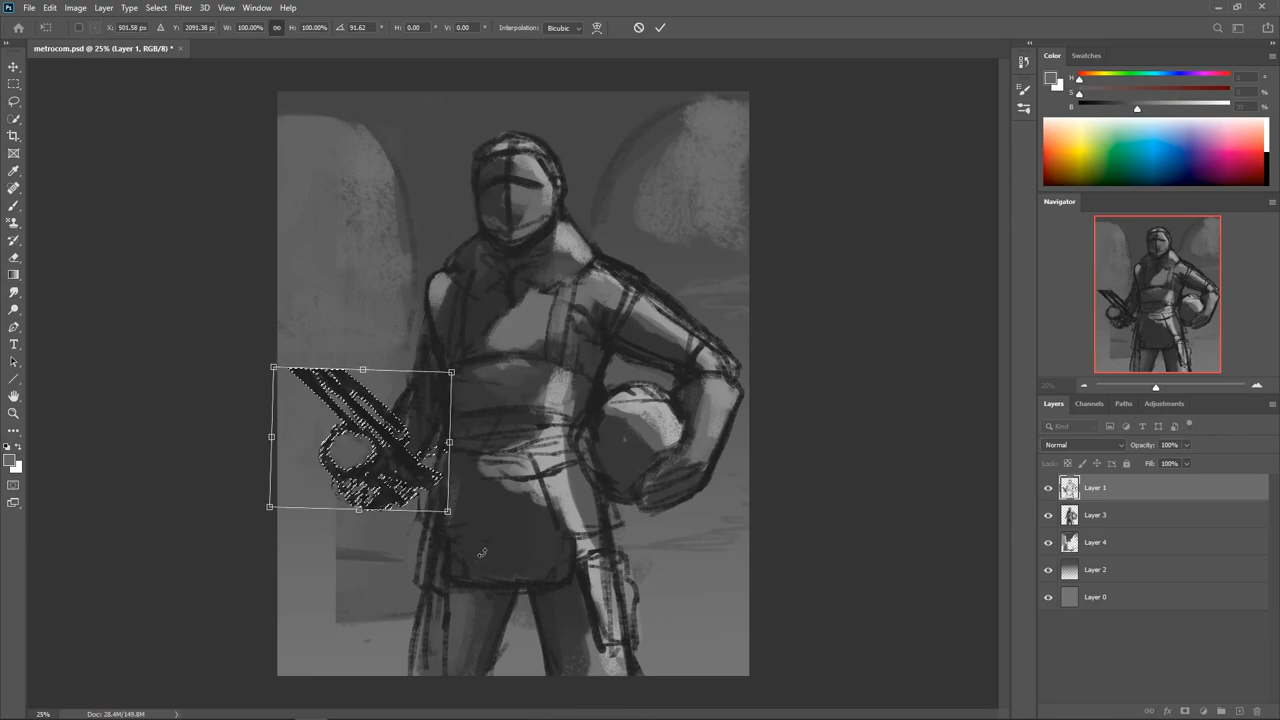 Ps File Edit Image Layer Type Select Filter 3D View Window Help
X: 501.58 px Y: 2091.38 px W: 100.00% H: 100.00% 91.62 ° H: 0.00 ° V: 0.00 ° Interpolation: Bicubic
metrocom.psd @ 25% (Layer 1, RGB/8) * ×
Color Swatches
H °
S %
B %
Navigator
25%
Layers Channels Paths Adjustments
Kind
Normal Opacity: 100%
Lock: Fill: 100%
Layer 1
Layer 3
Layer 4
Layer 2
Layer 0
25% Doc: 28.4M/149.8M